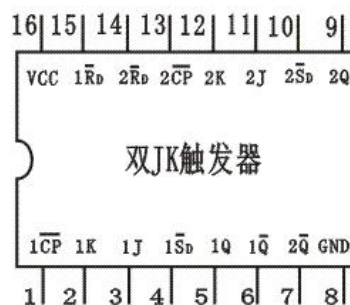 16 15 14 13 12 11 10 9
VCC 1R̅D 2R̅D 2C̅P̅ 2K 2J 2S̅D 2Q
双JK触发器
1C̅P̅ 1K 1J 1S̅D 1Q 1Q̅ 2Q̅ GND
1 2 3 4 5 6 7 8